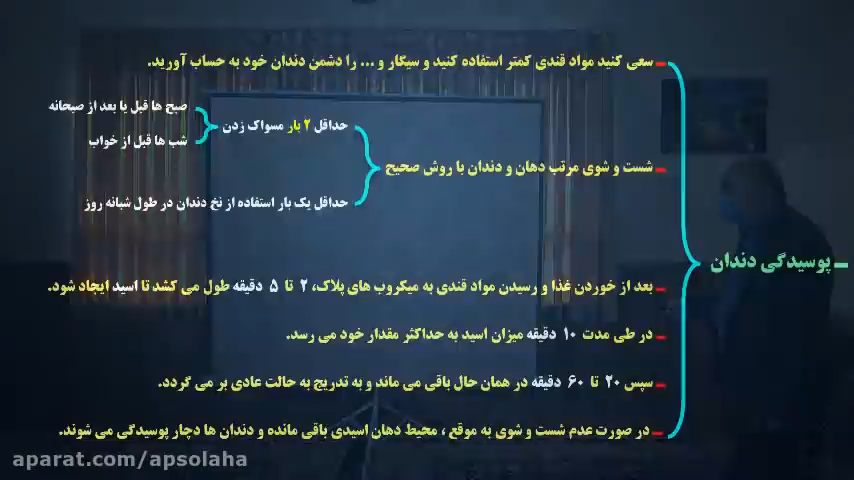 سعی کنید مواد قندی کمتر استفاده کنید و سیگار و ... را دشمن دندان خود به حساب آورید.
صبح ها قبل یا بعد از صبحانه
حداقل ۲ بار مسواک زدن
شب ها قبل از خواب
شست و شوی مرتب دهان و دندان با روش صحیح
حداقل یک بار استفاده از نخ دندان در طول شبانه روز
پوسیدگی دندان
بعد از خوردن غذا و رسیدن مواد قندی به میکروب های پلاک، ۲ تا ۵ دقیقه طول می کشد تا اسید ایجاد شود.
در طی مدت ۱۰ دقیقه میزان اسید به حداکثر مقدار خود می رسد.
سپس ۲۰ تا ۶۰ دقیقه در همان حال باقی می ماند و به تدریج به حالت عادی بر می گردد.
در صورت عدم شست و شوی به موقع ، محیط دهان اسیدی باقی مانده و دندان ها دچار پوسیدگی می شوند.
aparat.com/apsolaha